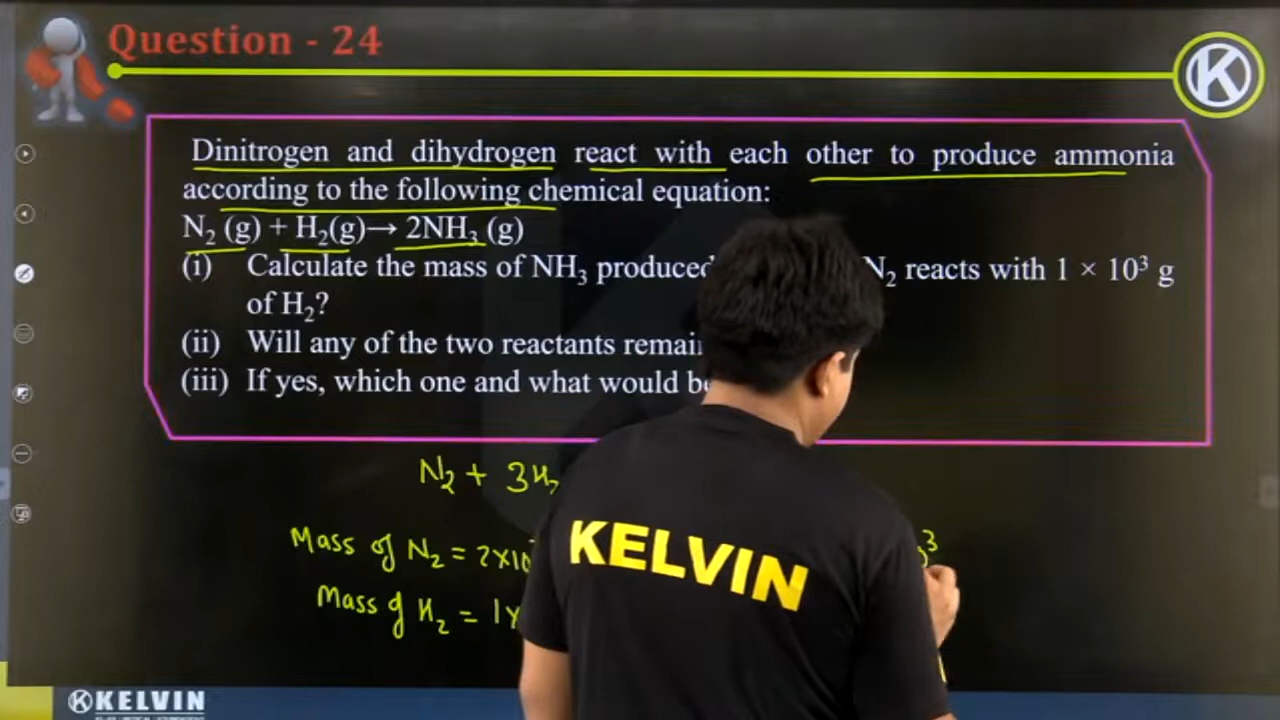 Question - 24
K
Dinitrogen and dihydrogen react with each other to produce ammonia
according to the following chemical equation:
N₂ (g) + H₂(g)→ 2NH₃ (g)
(i) Calculate the mass of NH₃ produced N₂ reacts with 1 × 10³ g
of H₂?
(ii) Will any of the two reactants
(iii) If yes, which one and what would
N₂ + 3H₂
Mass of N₂ = 2×10
Mass of H₂ = 1×
KELVIN
KELVIN